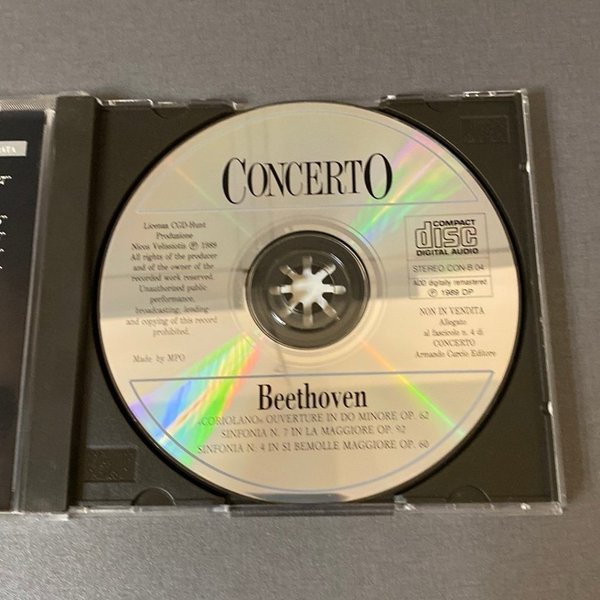 RATA
CONCERTO
Licenza CGD-Hunt
Produzione
Nicos Velissiotis Ⓟ 1988
All rights of the producer
and of the owner of the
recorded work reserved.
Unauthorized public
performance,
broadcasting, lending
and copying of this record
prohibited.
Made by MPO
COMPACT
disc
DIGITAL AUDIO
STEREO CON-B.04
ADD digitally remastered
Ⓟ 1989 DP
NON IN VENDITA
Allegato
al fascicolo n. 4 di
CONCERTO
Armando Curcio Editore
Beethoven
«CORIOLANO» OUVERTURE IN DO MINORE OP. 62
SINFONIA N. 7 IN LA MAGGIORE OP. 92
SINFONIA N. 4 IN SI BEMOLLE MAGGIORE OP. 60